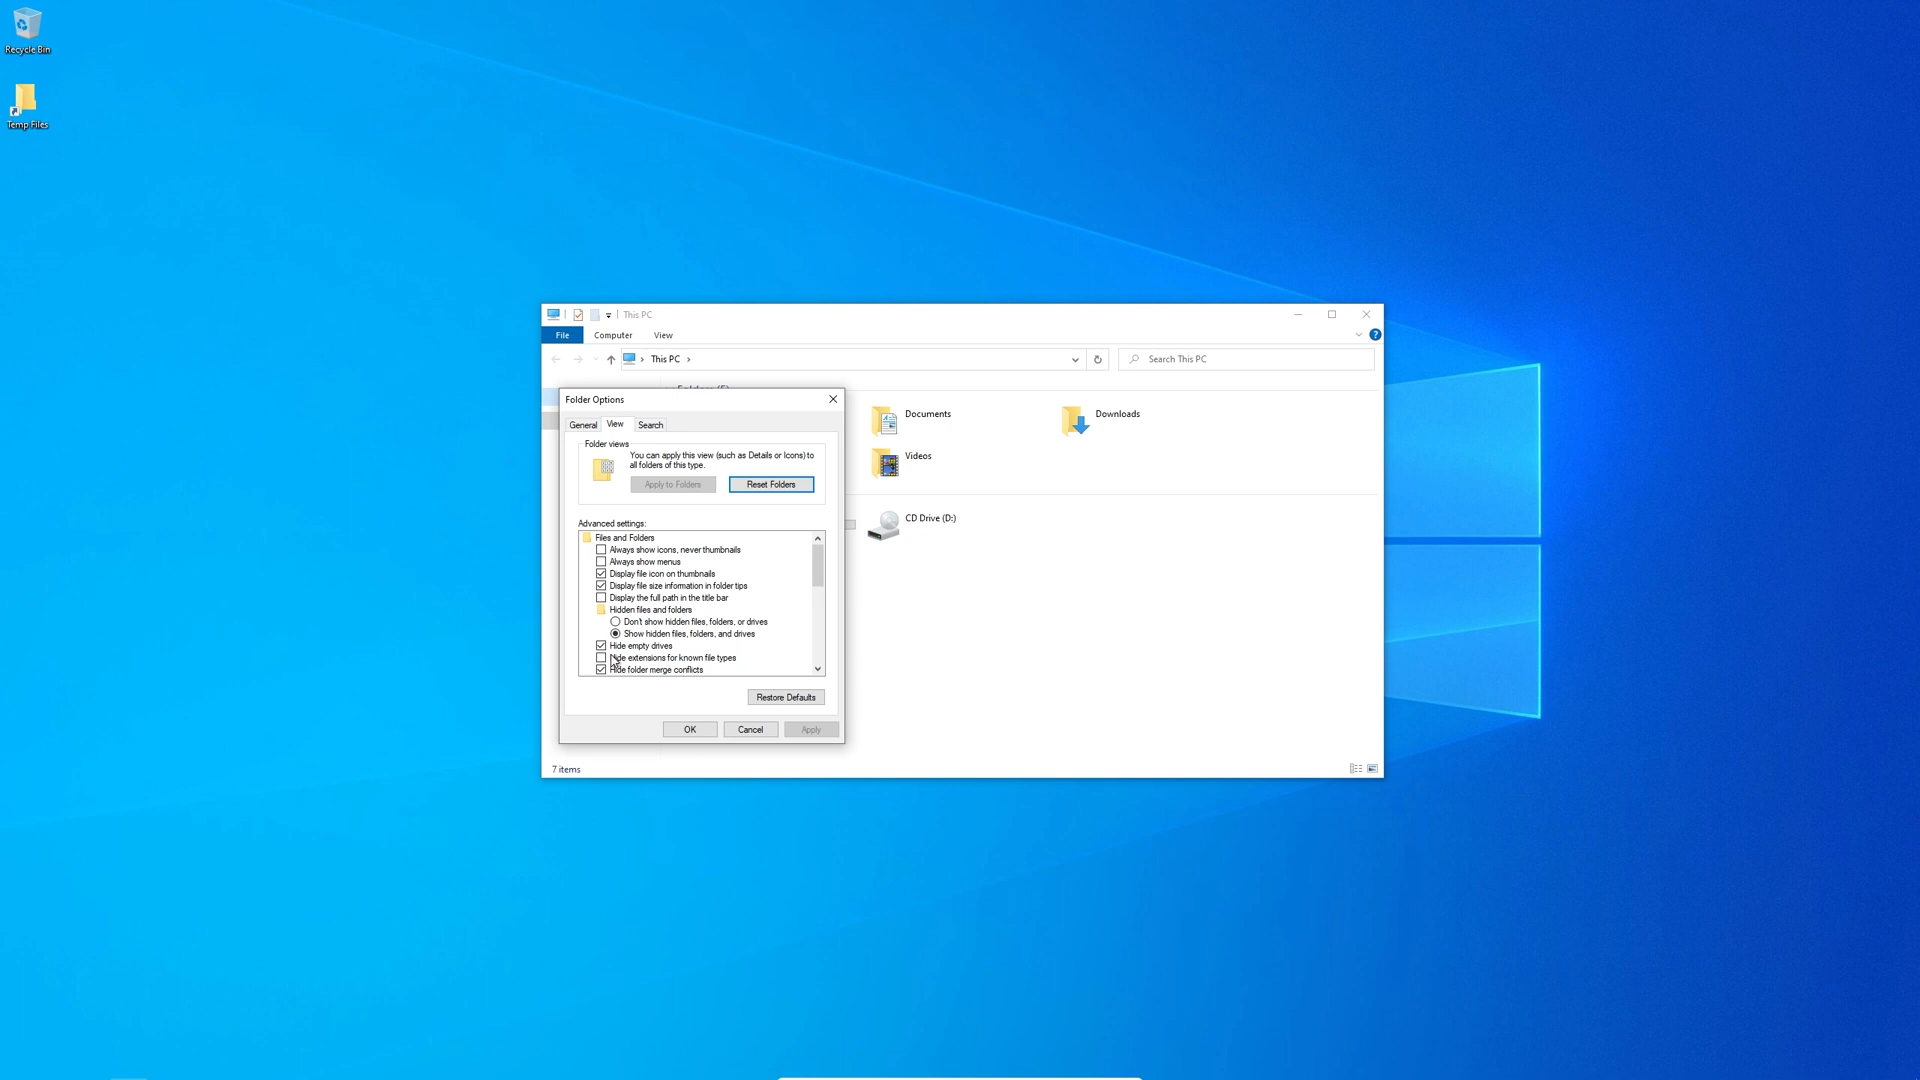 Recycle Bin
Temp Files
This PC
File
Computer
View
This PC
Search This PC
Folder Options
Documents
Downloads
General
View
Search
Folder views
You can apply this view (such as Details or Icons) to
all folders of this type.
Videos
Apply to Folders
Reset Folders
CD Drive (D:)
Advanced settings:
Files and Folders
Always show icons, never thumbnails
Always show menus
Display file icon on thumbnails
Display file size information in folder tips
Display the full path in the title bar
Hidden files and folders
Don't show hidden files, folders, or drives
Show hidden files, folders, and drives
Hide empty drives
Hide extensions for known file types
Hide folder merge conflicts
Restore Defaults
OK
Cancel
Apply
7 items